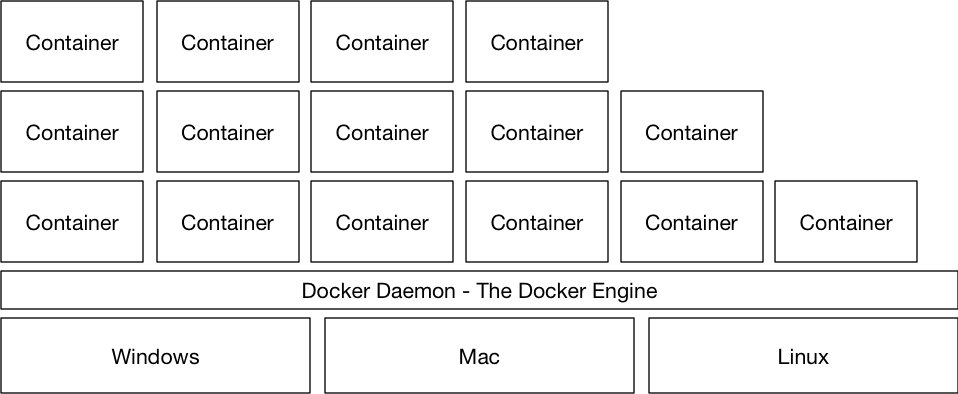 Container Container Container Container
Container Container Container Container Container
Container Container Container Container Container Container
Docker Daemon - The Docker Engine
Windows Mac Linux